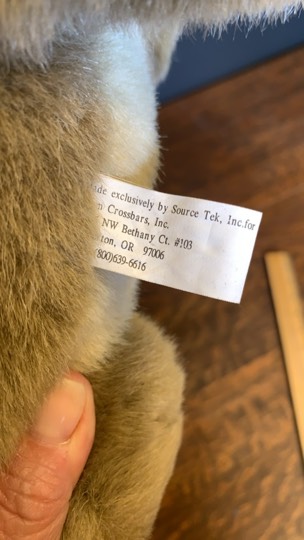 ade exclusively by Source Tek, Inc.for
p Crossbars, Inc.
NW Bethany Ct. #103
ton, OR 97006
(800)639-6616